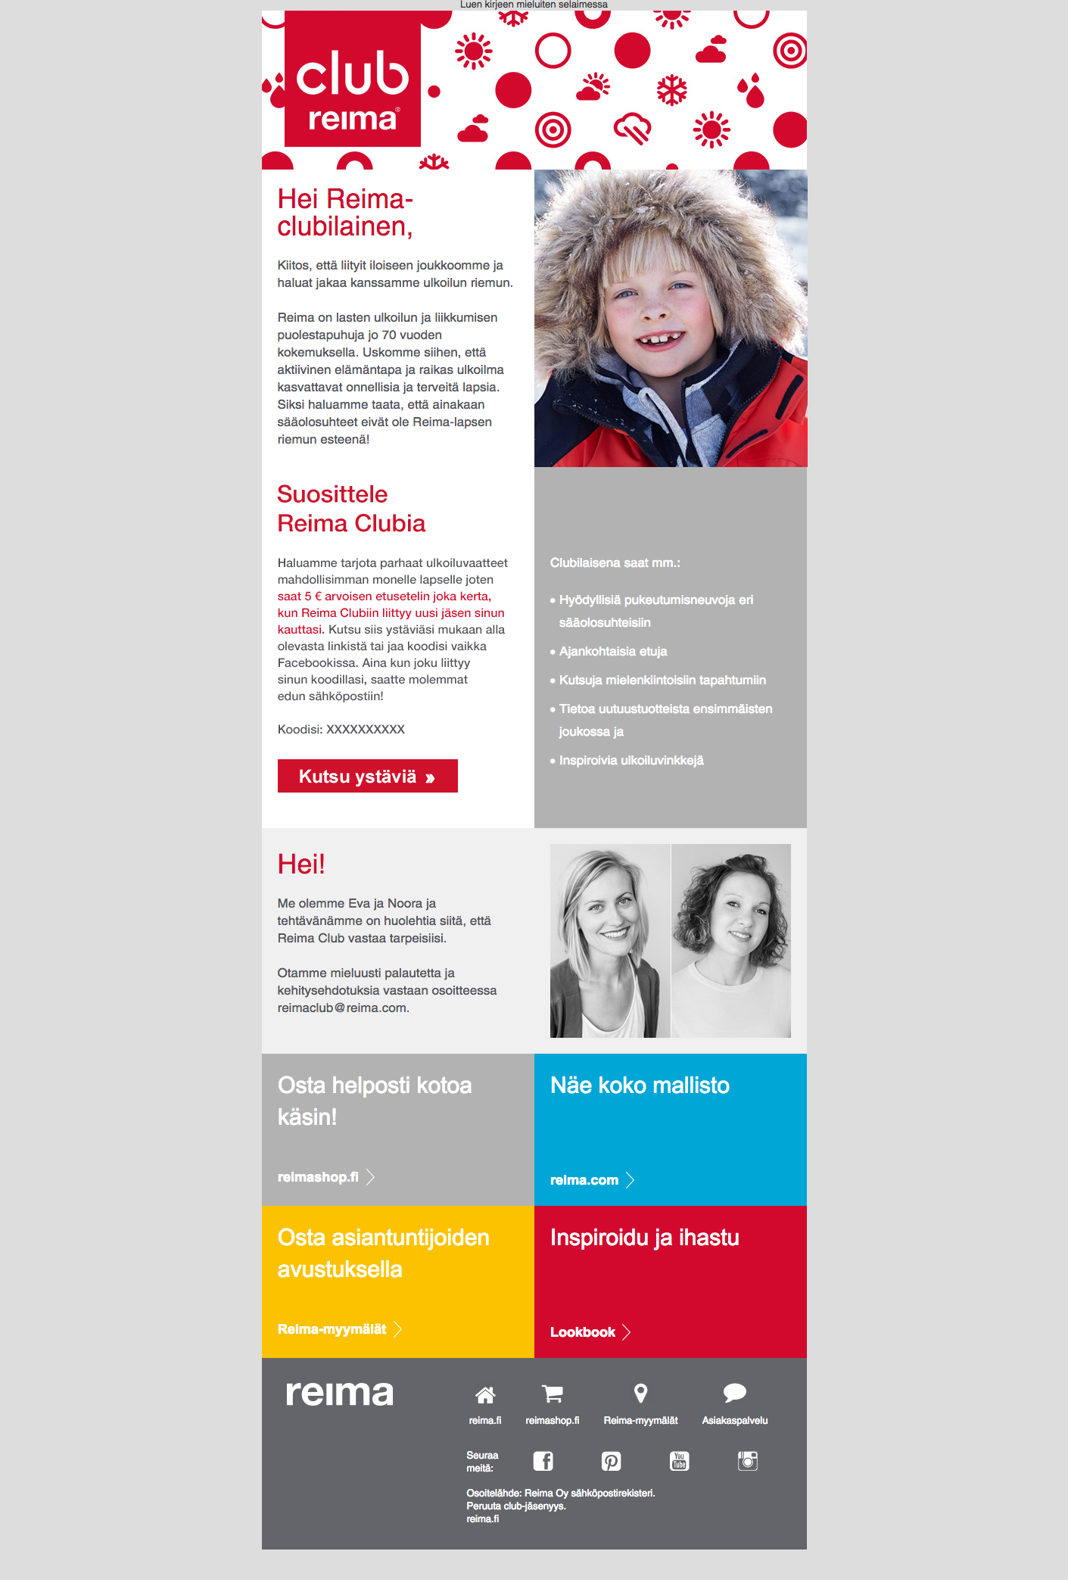 Luen kirjeen mieluiten selaimessa
club
reima®
Hei Reima-
clubilainen,
Kiitos, että liityit iloiseen joukkoomme ja
haluat jakaa kanssamme ulkoilun riemun.
Reima on lasten ulkoilun ja liikkumisen
puolestapuhuja jo 70 vuoden
kokemuksella. Uskomme siihen, että
aktiivinen elämäntapa ja raikas ulkoilma
kasvattavat onnellisia ja terveitä lapsia.
Siksi haluamme taata, että ainakaan
sääolosuhteet eivät ole Reima-lapsen
riemun esteenä!
Suosittele
Reima Clubia
Haluamme tarjota parhaat ulkoiluvaatteet
mahdollisimman monelle lapselle joten
saat 5 € arvoisen etusetelin joka kerta,
kun Reima Clubiin liittyy uusi jäsen sinun
kauttasi. Kutsu siis ystäviäsi mukaan alla
olevasta linkistä tai jaa koodisi vaikka
Facebookissa. Aina kun joku liittyy
sinun koodillasi, saatte molemmat
edun sähköpostiin!
Koodisi: XXXXXXXXXX
Kutsu ystäviä »
Clubilaisena saat mm.:
• Hyödyllisiä pukeutumisneuvoja eri
sääolosuhteisiin
• Ajankohtaisia etuja
• Kutsuja mielenkiintoisiin tapahtumiin
• Tietoa uutuustuotteista ensimmäisten
joukossa ja
• Inspiroivia ulkoiluvinkkejä
Hei!
Me olemme Eva ja Noora ja
tehtävänämme on huolehtia siitä, että
Reima Club vastaa tarpeisiisi.
Otamme mieluusti palautetta ja
kehitysehdotuksia vastaan osoitteessa
reimaclub@reima.com.
Osta helposti kotoa
käsin!
reimashop.fi
Näe koko mallisto
reima.com
Osta asiantuntijoiden
avustuksella
Reima-myymälät
Inspiroidu ja ihastu
Lookbook
reima
reima.fi reimashop.fi Reima-myymälät Asiakaspalvelu
Seuraa
meitä:
You
Tube
Osoitelähde: Reima Oy sähköpostirekisteri.
Peruuta club-jäsenyys.
reima.fi